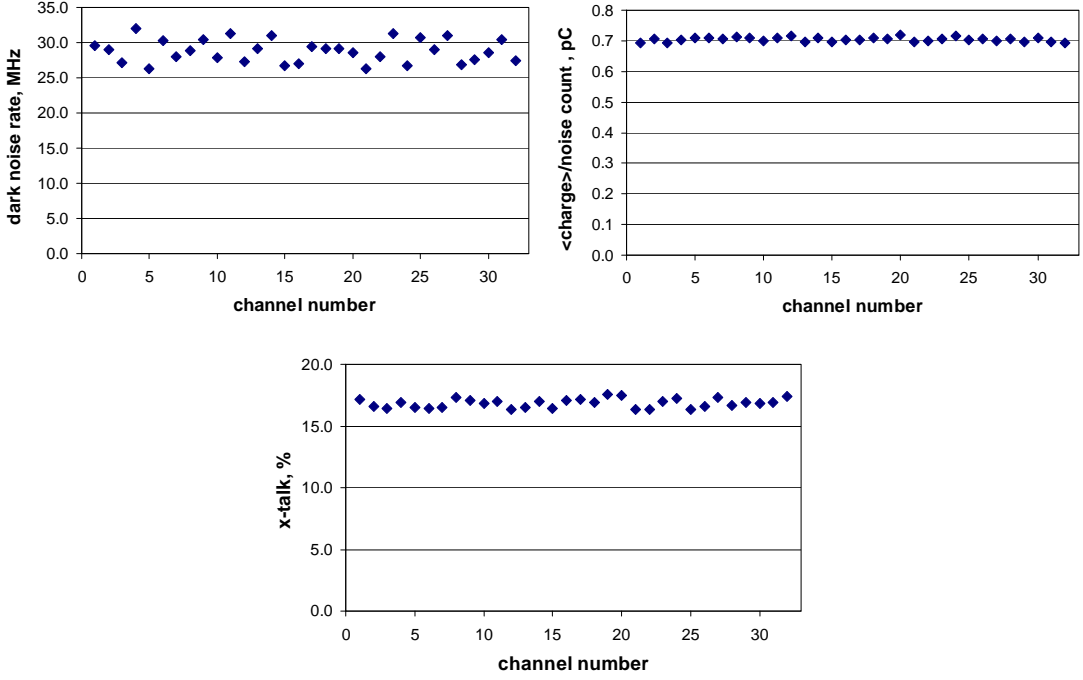 dark noise rate, MHz
35.0
30.0
25.0
20.0
15.0
10.0
5.0
0.0
0 5 10 15 20 25 30
channel number
<charge>/noise count , pC
0.8
0.7
0.6
0.5
0.4
0.3
0.2
0.1
0.0
0 5 10 15 20 25 30
channel number
x-talk, %
20.0
15.0
10.0
5.0
0.0
0 5 10 15 20 25 30
channel number